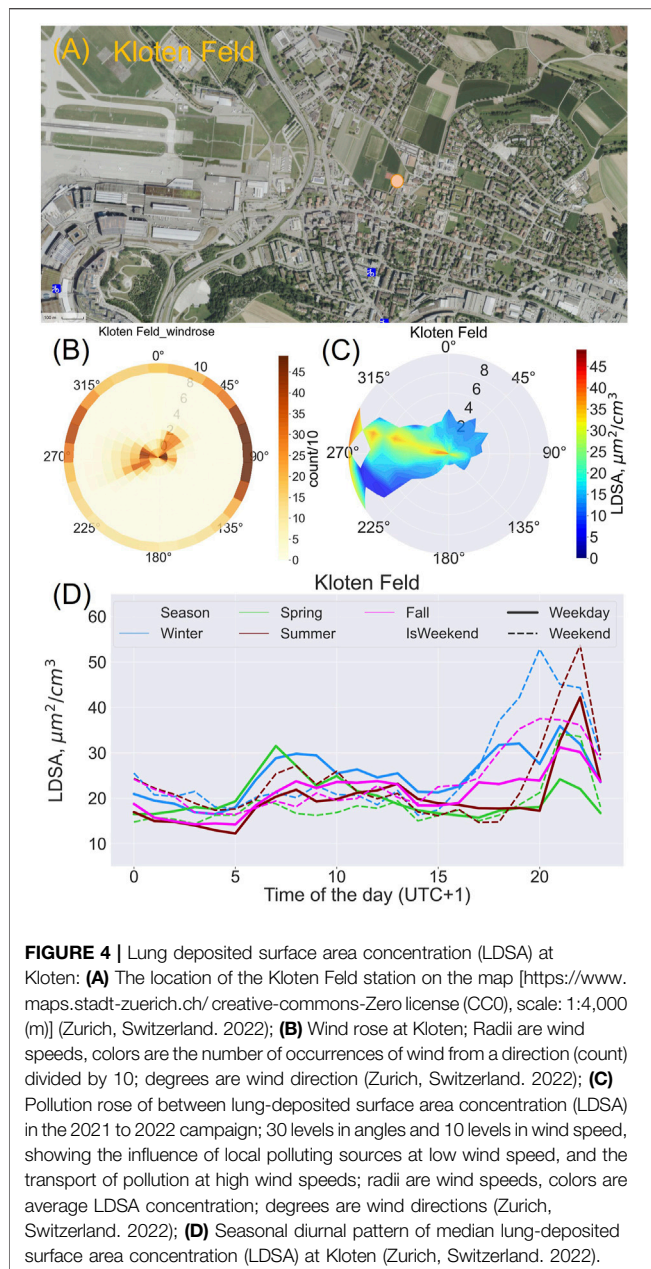 (A) Kloten Feld
Kloten Feld_windrose
(B)
0°
10
8
6
4
2
45°
90°
135°
180°
225°
270°
315°
45
40
35
30
25
20
15
10
5
0
count/10
Kloten Feld
(C)
0°
8
6
4
2
45°
90°
135°
180°
225°
270°
315°
45
40
35
30
25
20
15
10
5
0
LDSA, μm²/cm³
Kloten Feld
(D)
Season
Winter
Spring
Summer
Fall
IsWeekend
Weekday
Weekend
60
50
40
30
20
10
LDSA, μm²/cm³
0 5 10 15 20
Time of the day (UTC+1)
FIGURE 4 | Lung deposited surface area concentration (LDSA) at
Kloten: (A) The location of the Kloten Feld station on the map [https://www.
maps.stadt-zuerich.ch/ creative-commons-Zero license (CC0), scale: 1:4,000
(m)] (Zurich, Switzerland. 2022); (B) Wind rose at Kloten; Radii are wind
speeds, colors are the number of occurrences of wind from a direction (count)
divided by 10; degrees are wind direction (Zurich, Switzerland. 2022); (C)
Pollution rose of between lung-deposited surface area concentration (LDSA)
in the 2021 to 2022 campaign; 30 levels in angles and 10 levels in wind speed,
showing the influence of local polluting sources at low wind speed, and the
transport of pollution at high wind speeds; radii are wind speeds, colors are
average LDSA concentration; degrees are wind directions (Zurich,
Switzerland. 2022); (D) Seasonal diurnal pattern of median lung-deposited
surface area concentration (LDSA) at Kloten (Zurich, Switzerland. 2022).